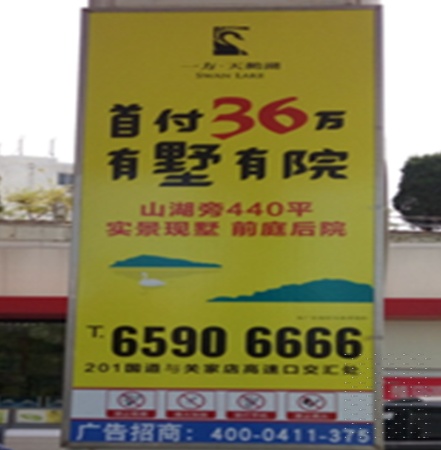 一方·天鹅湖
SWAN LAKE
首付36万
有墅有院
山湖旁440平
实景现墅 前庭后院
T. 6590 6666
201国道与关家店高速口交汇处
广告招商：400-0411-375